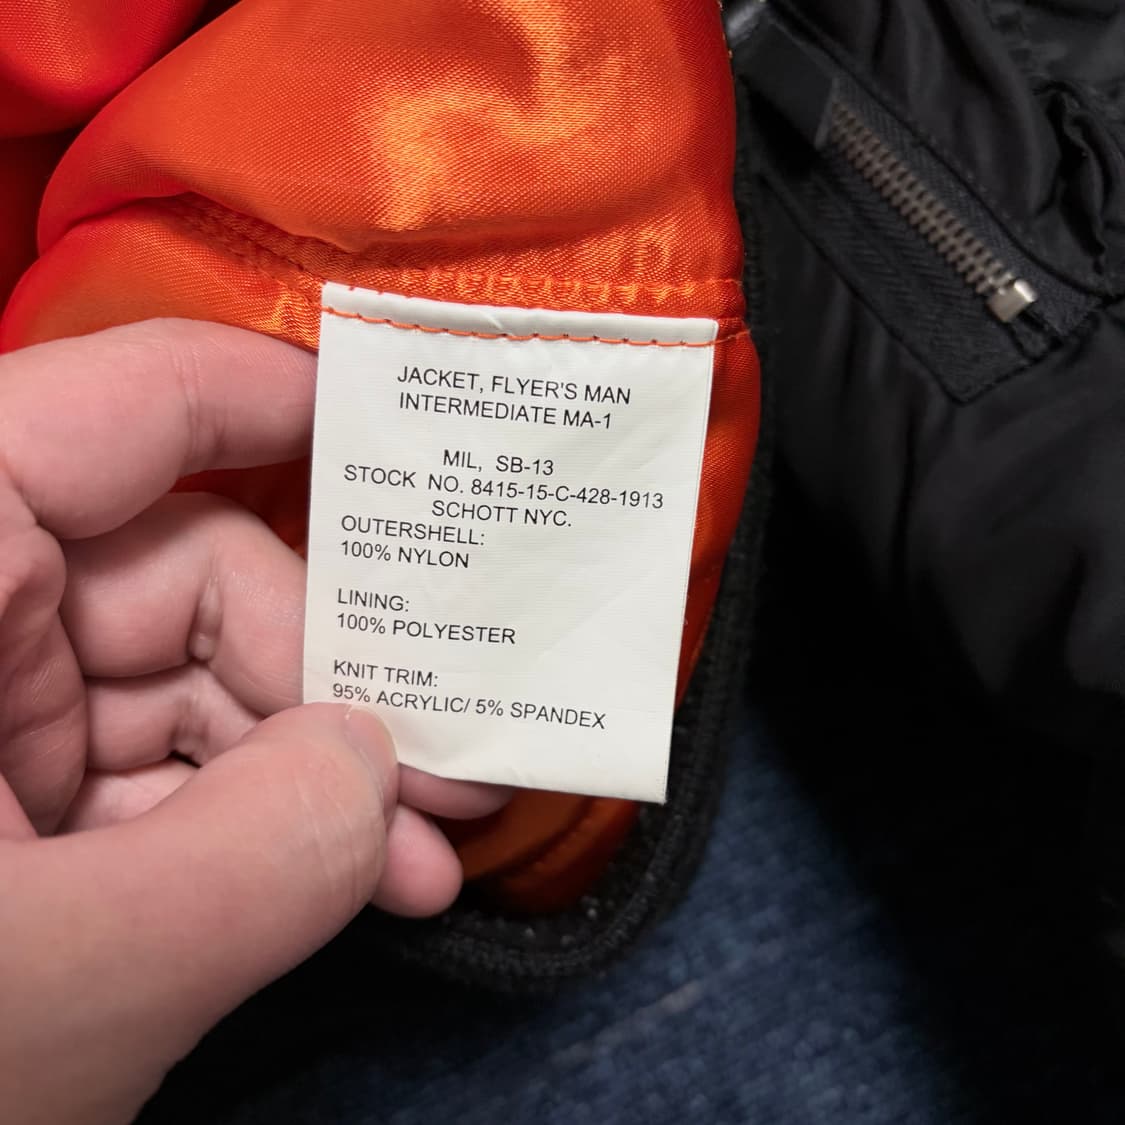 JACKET, FLYER'S MAN
INTERMEDIATE MA-1
MIL, SB-13
STOCK NO. 8415-15-C-428-1913
SCHOTT NYC.
OUTERSHELL:
100% NYLON
LINING:
100% POLYESTER
KNIT TRIM:
95% ACRYLIC/ 5% SPANDEX